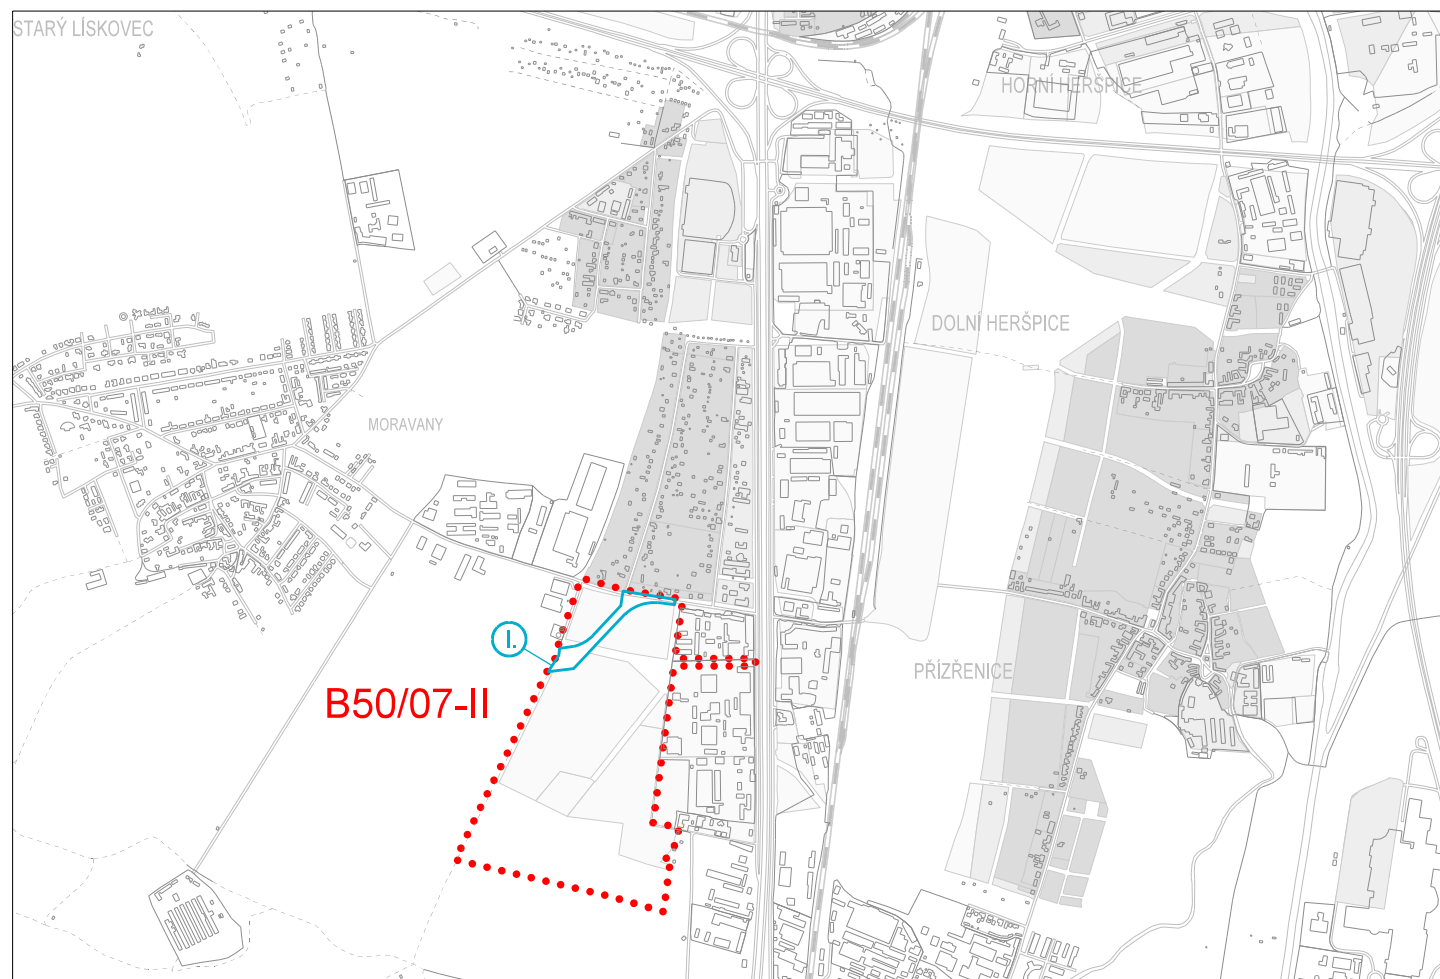 STARÝ LÍSKOVEC
HORNÍ HERŠPICE
DOLNÍ HERŠPICE
MORAVANY
I.
PŘÍZŘENICE
B50/07-II